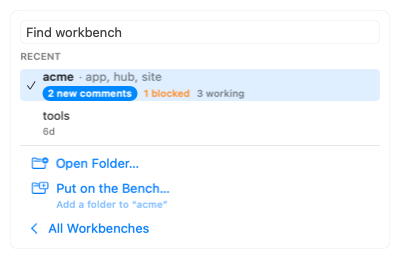 Find workbench
RECENT
acme · app, hub, site
2 new comments 1 blocked 3 working
tools
6d
Open Folder...
Put on the Bench...
Add a folder to “acme”
All Workbenches